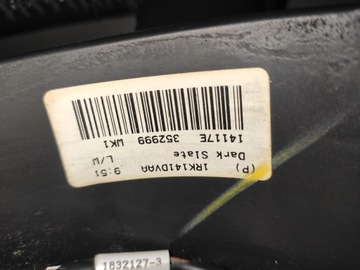 (P) 1RK141DVAA 9:51
Dark Slate L/W
14117E 352999 WK1
1832127-3